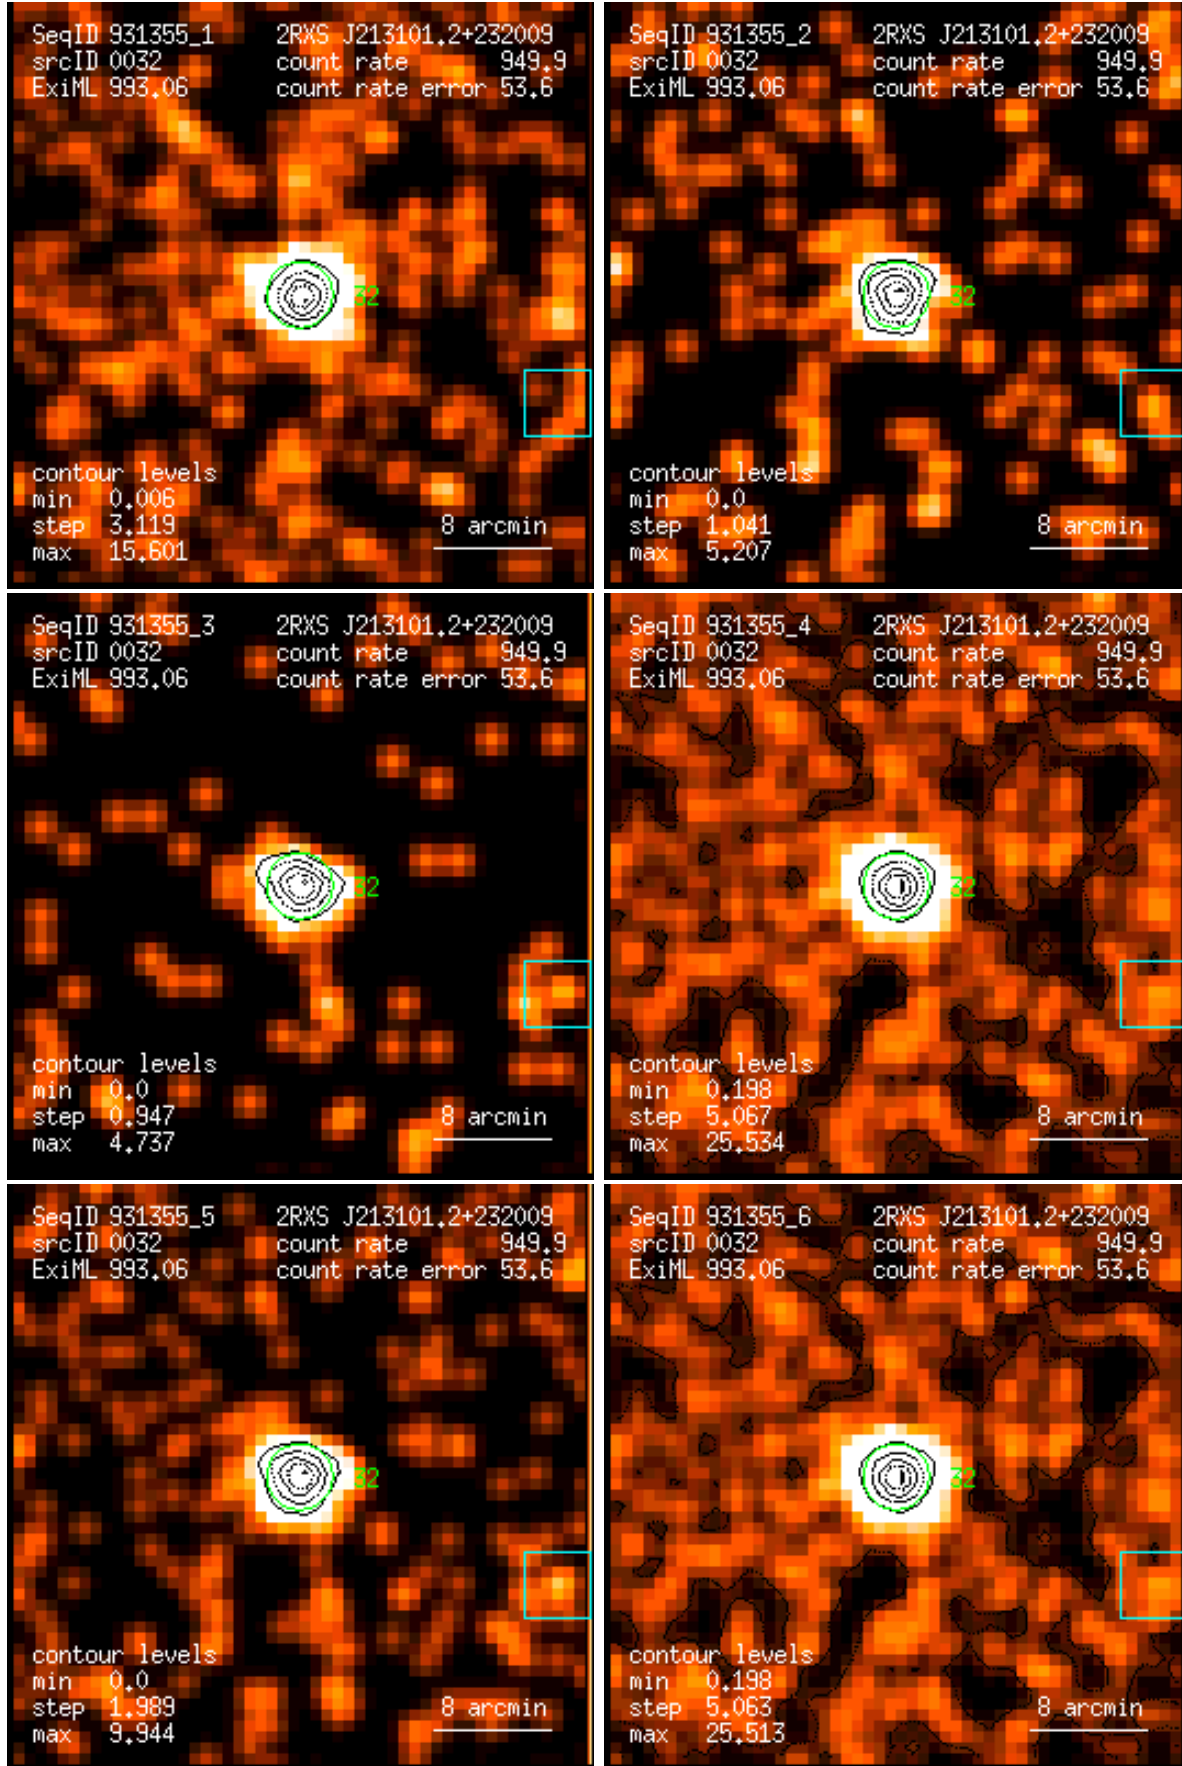 SeqID 931355_1 2RXS J213101.2+232009
srcID 0032 count rate 949.9
ExiML 993.06 count rate error 53.6
32
contour levels
min 0.006
step 3.119 8 arcmin
max 15.601
SeqID 931355_2 2RXS J213101.2+232009
srcID 0032 count rate 949.9
ExiML 993.06 count rate error 53.6
32
contour levels
min 0.0
step 1.041 8 arcmin
max 5.207
SeqID 931355_3 2RXS J213101.2+232009
srcID 0032 count rate 949.9
ExiML 993.06 count rate error 53.6
32
contour levels
min 0.0
step 0.947 8 arcmin
max 4.737
SeqID 931355_4 2RXS J213101.2+232009
srcID 0032 count rate 949.9
ExiML 993.06 count rate error 53.6
32
contour levels
min 0.198
step 5.067 8 arcmin
max 25.534
SeqID 931355_5 2RXS J213101.2+232009
srcID 0032 count rate 949.9
ExiML 993.06 count rate error 53.6
32
contour levels
min 0.0
step 1.989 8 arcmin
max 9.944
SeqID 931355_6 2RXS J213101.2+232009
srcID 0032 count rate 949.9
ExiML 993.06 count rate error 53.6
32
contour levels
min 0.198
step 5.063 8 arcmin
max 25.513